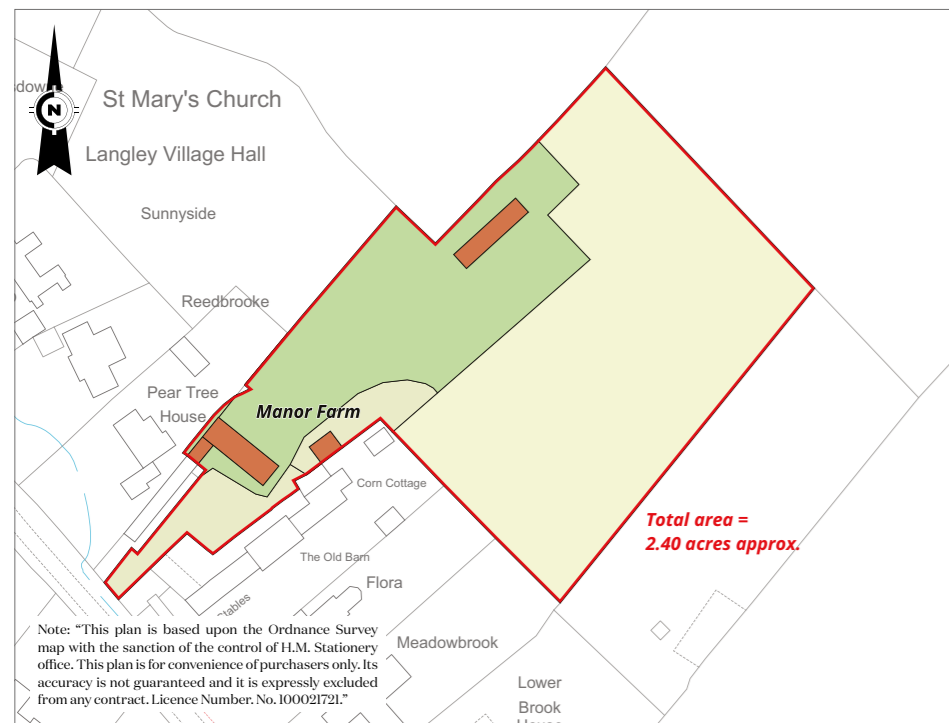 N
St Mary's Church
Langley Village Hall
Sunnyside
Reedbrooke
Pear Tree
House
Manor Farm
Corn Cottage
The Old Barn
Flora
Meadowbrook
Lower
Brook
House
Total area =
2.40 acres approx.
Note: “This plan is based upon the Ordnance Survey
map with the sanction of the control of H.M. Stationery
office. This plan is for convenience of purchasers only. Its
accuracy is not guaranteed and it is expressly excluded
from any contract. Licence Number. No. 100021721.”